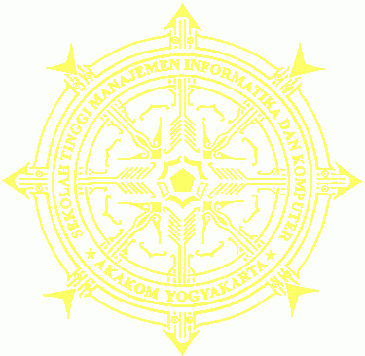 SEKOLAH TINGGI MANAJEMEN INFORMATIKA DAN KOMPUTER
★ AKAKOM YOGYAKARTA ★